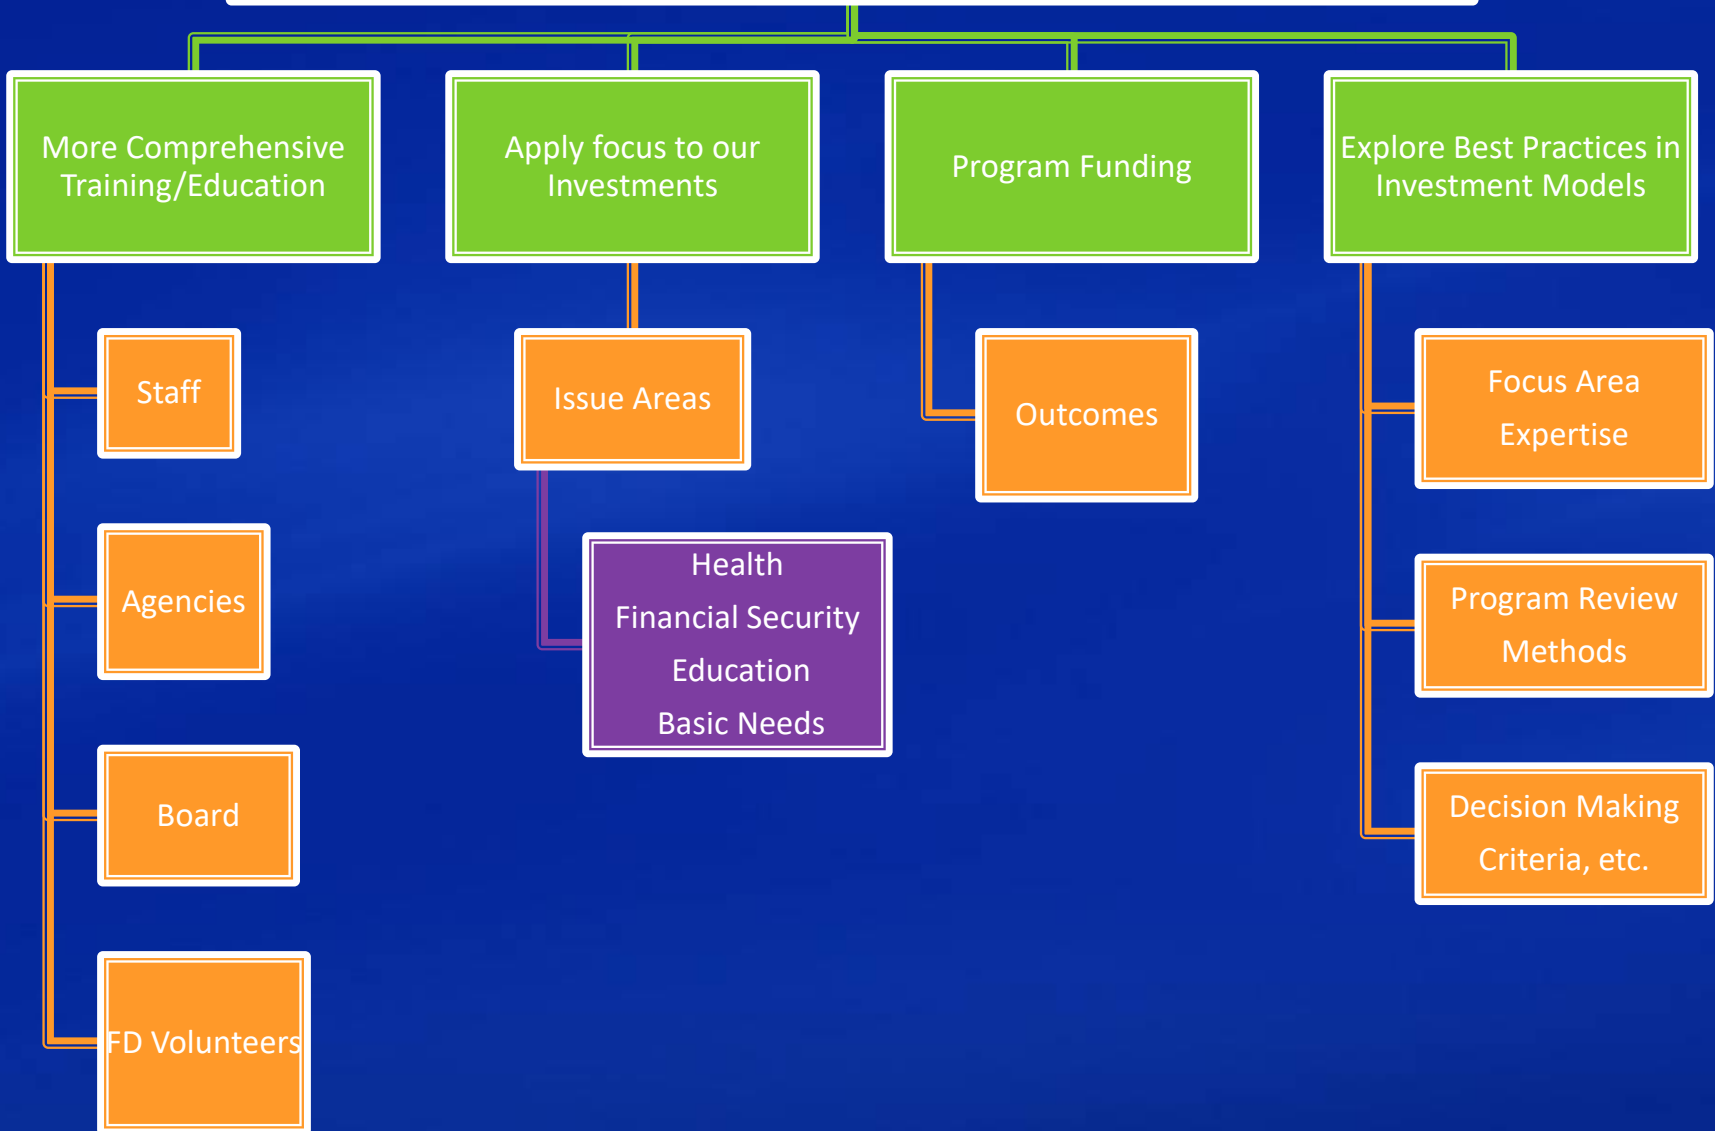 More Comprehensive
Training/Education
Apply focus to our
Investments
Program Funding
Explore Best Practices in
Investment Models
Staff
Agencies
Board
FD Volunteers
Issue Areas
Health
Financial Security
Education
Basic Needs
Outcomes
Focus Area
Expertise
Program Review
Methods
Decision Making
Criteria, etc.